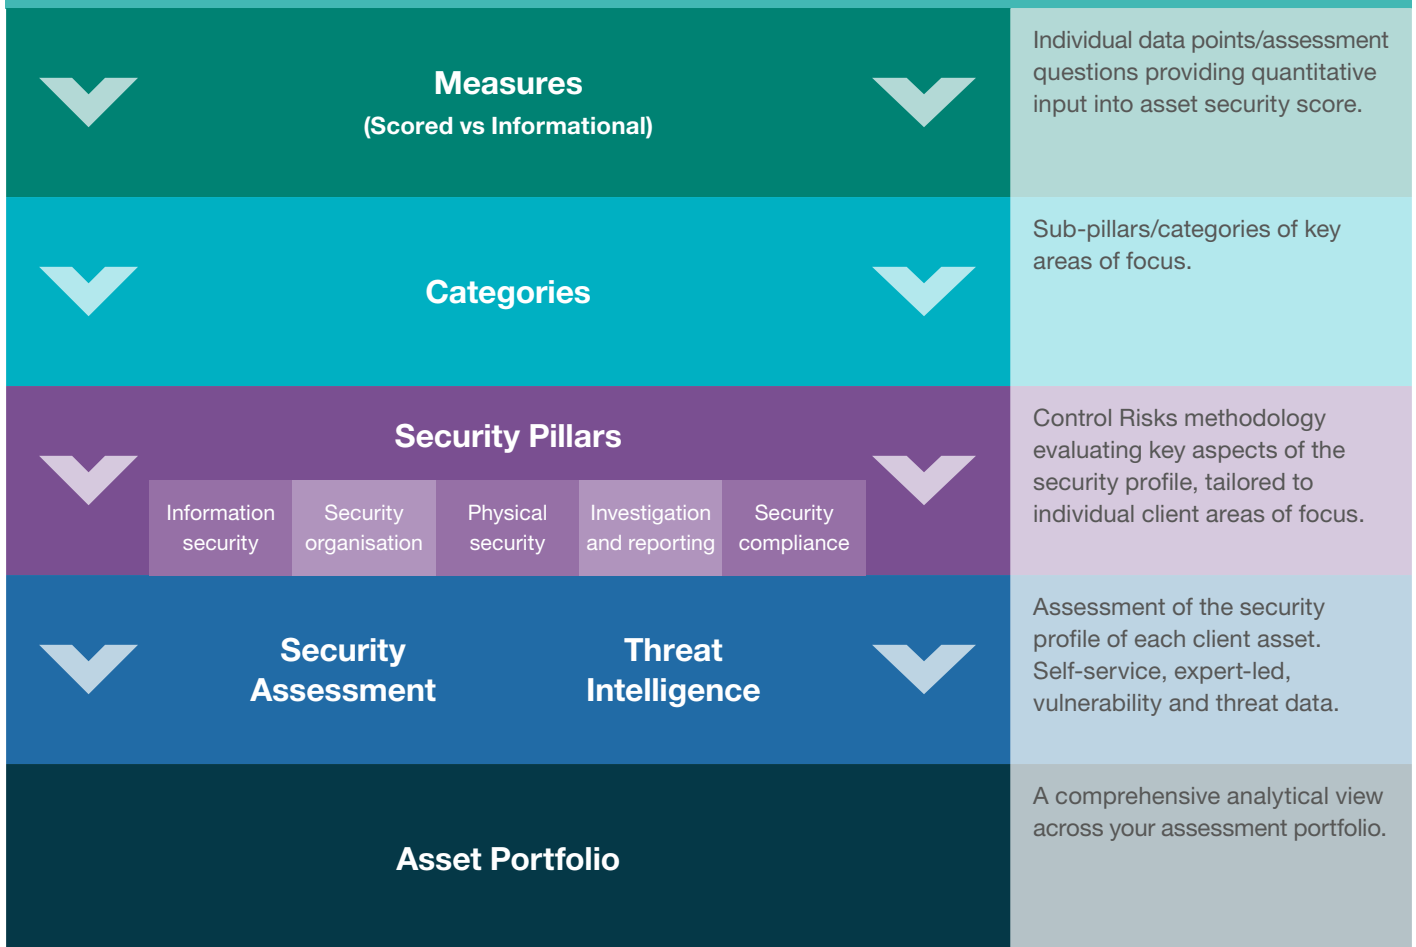 Measures
(Scored vs Informational)
Individual data points/assessment
questions providing quantitative
input into asset security score.
Categories
Sub-pillars/categories of key
areas of focus.
Security Pillars
Information
security
Security
organisation
Physical
security
Investigation
and reporting
Security
compliance
Control Risks methodology
evaluating key aspects of the
security profile, tailored to
individual client areas of focus.
Security
Assessment
Threat
Intelligence
Assessment of the security
profile of each client asset.
Self-service, expert-led,
vulnerability and threat data.
Asset Portfolio
A comprehensive analytical view
across your assessment portfolio.